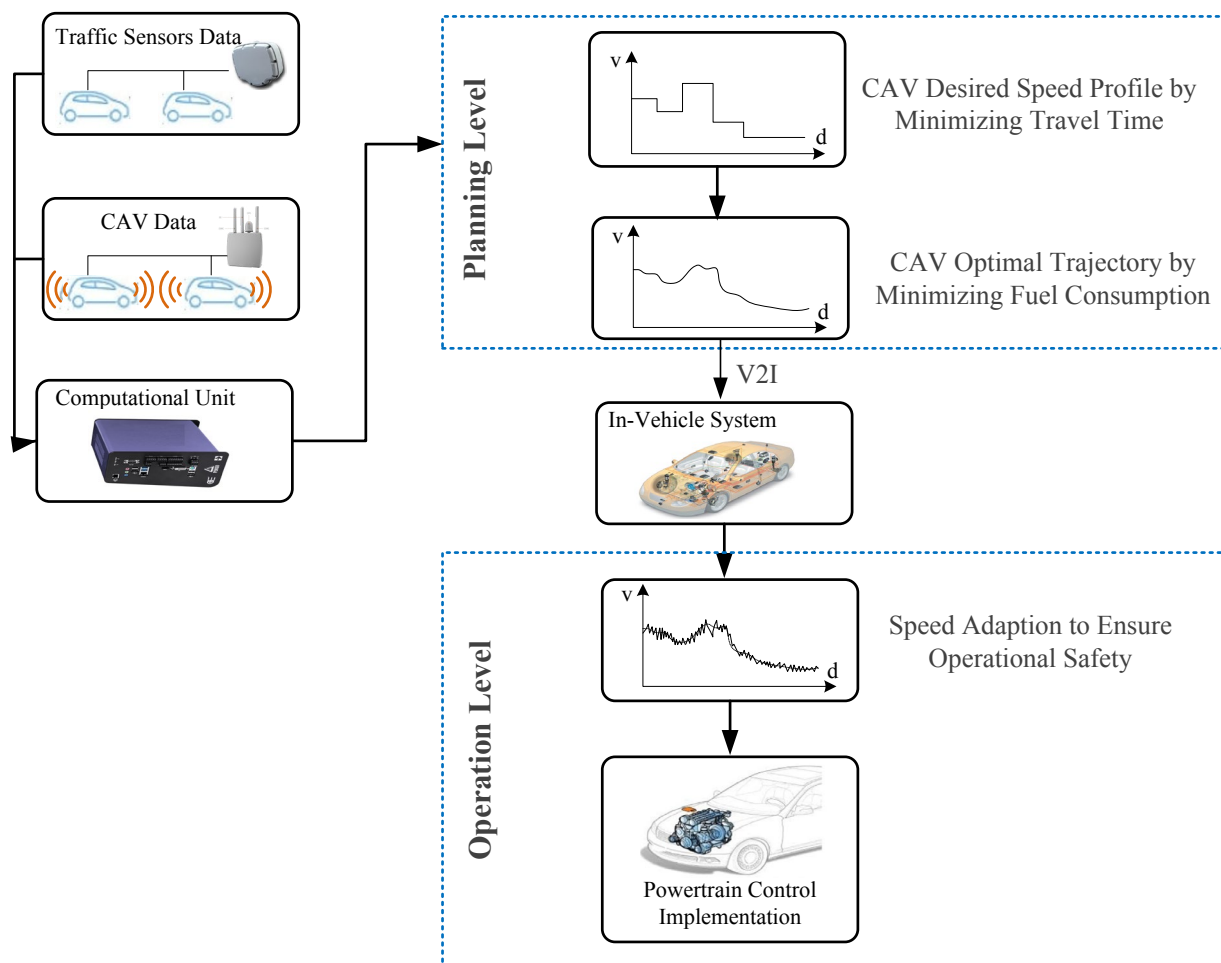 Traffic Sensors Data
CAV Data
Computational Unit
Planning Level
v
d
CAV Desired Speed Profile by
Minimizing Travel Time
v
d
CAV Optimal Trajectory by
Minimizing Fuel Consumption
V2I
In-Vehicle System
Operation Level
v
d
Speed Adaption to Ensure
Operational Safety
Powertrain Control
Implementation